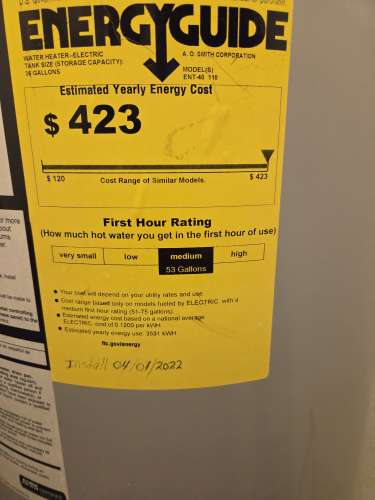 ENERGYGUIDE
WATER HEATER-ELECTRIC
TANK SIZE (STORAGE CAPACITY):
38 GALLONS
A. O. SMITH CORPORATION
MODEL(S)
ENT-40 110
Estimated Yearly Energy Cost
$ 423
$ 120
Cost Range of Similar Models.
$ 423
First Hour Rating
(How much hot water you get in the first hour of use)
very small
low
medium
high
53 Gallons
• Your cost will depend on your utility rates and use.
• Cost range based only on models fueled by ELECTRIC, with a
medium first hour rating (51-75 gallons).
• Estimated energy cost based on a national average
ELECTRIC, cost of 0.1200 per kWH.
• Estimated yearly energy use: 3531 kWH.
ftc.gov/energy
Install 04/01/2022